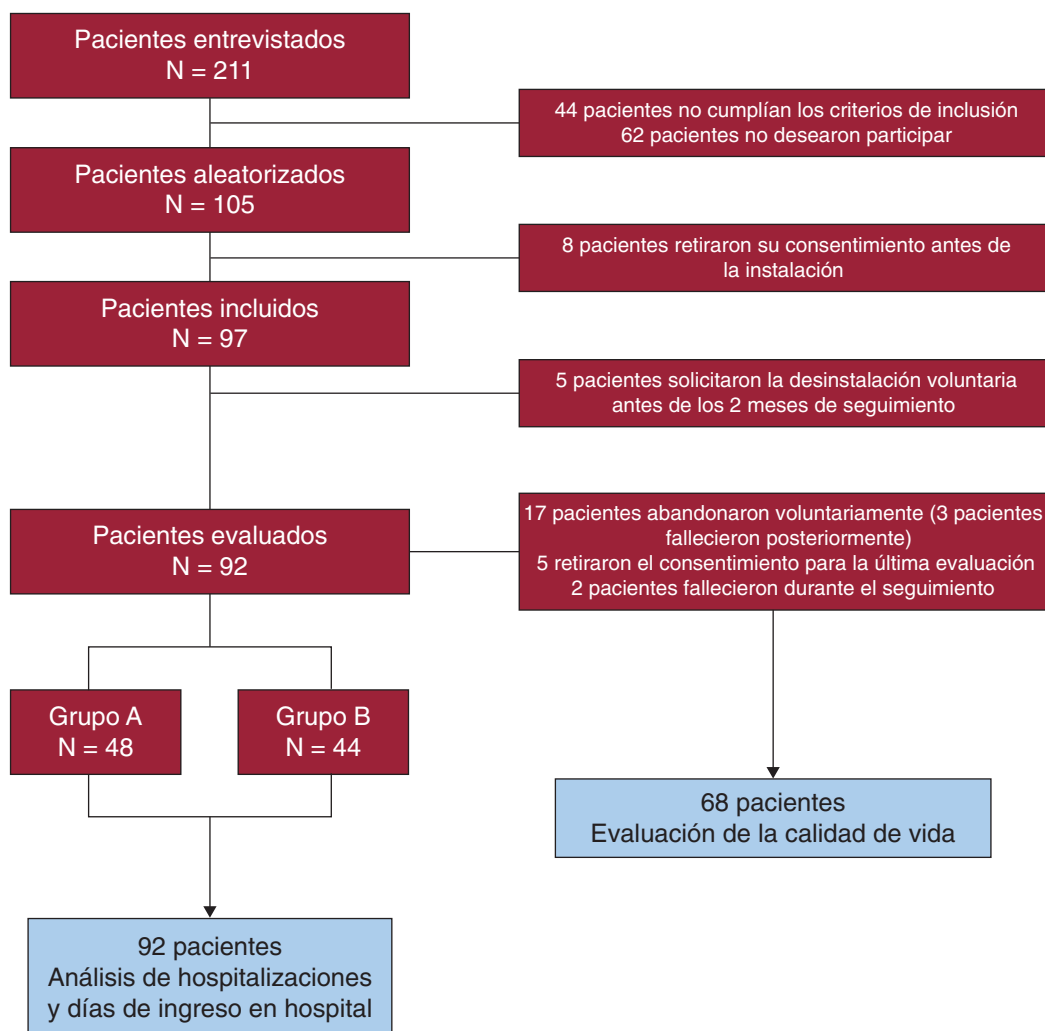 Pacientes entrevistados
N = 211
44 pacientes no cumplían los criterios de inclusión
62 pacientes no desearon participar
Pacientes aleatorizados
N = 105
8 pacientes retiraron su consentimiento antes de
la instalación
Pacientes incluidos
N = 97
5 pacientes solicitaron la desinstalación voluntaria
antes de los 2 meses de seguimiento
Pacientes evaluados
N = 92
17 pacientes abandonaron voluntariamente (3 pacientes
fallecieron posteriormente)
5 retiraron el consentimiento para la última evaluación
2 pacientes fallecieron durante el seguimiento
Grupo A
N = 48
Grupo B
N = 44
68 pacientes
Evaluación de la calidad de vida
92 pacientes
Análisis de hospitalizaciones
y días de ingreso en hospital